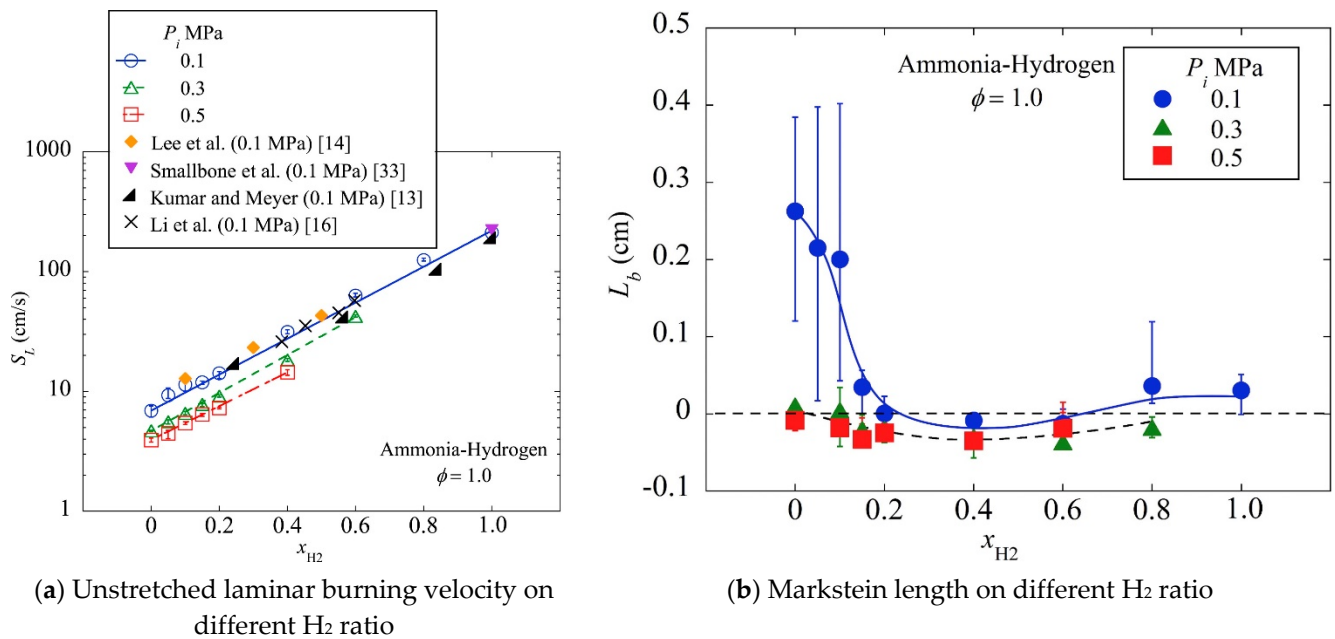 P_i MPa
0.1
0.3
0.5
Lee et al. (0.1 MPa) [14]
Smallbone et al. (0.1 MPa) [33]
Kumar and Meyer (0.1 MPa) [13]
Li et al. (0.1 MPa) [16]
1000
100
10
1
S_L (cm/s)
Ammonia-Hydrogen
ϕ = 1.0
0 0.2 0.4 0.6 0.8 1.0
x_H2
(a) Unstretched laminar burning velocity on
different H₂ ratio
0.5
0.4
0.3
0.2
0.1
0
-0.1
L_b (cm)
Ammonia-Hydrogen
ϕ = 1.0
P_i MPa
0.1
0.3
0.5
0 0.2 0.4 0.6 0.8 1.0
x_H2
(b) Markstein length on different H₂ ratio